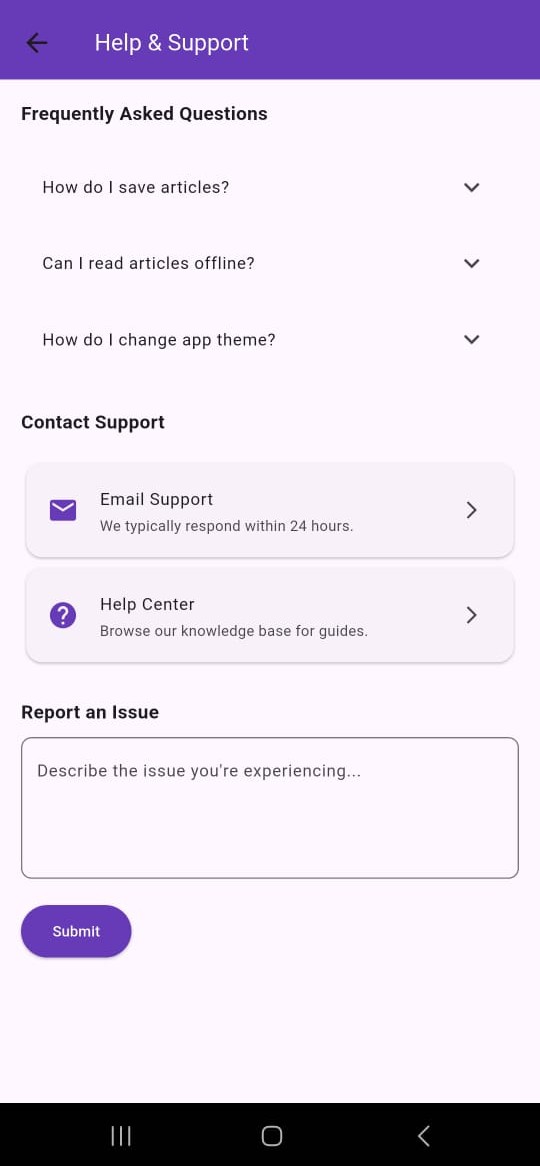 Help & Support
Frequently Asked Questions
How do I save articles?
Can I read articles offline?
How do I change app theme?
Contact Support
Email Support
We typically respond within 24 hours.
Help Center
Browse our knowledge base for guides.
Report an Issue
Describe the issue you're experiencing...
Submit